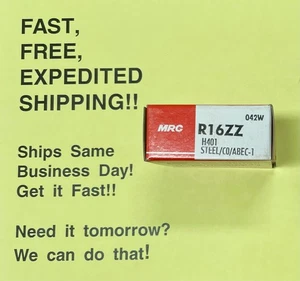 FAST,
FREE,
EXPEDITED
SHIPPING!!
Ships Same
Business Day!
Get it Fast!!
Need it tomorrow?
We can do that!
042W
MRC R16ZZ
H401
STEEL/C0/ABEC-1